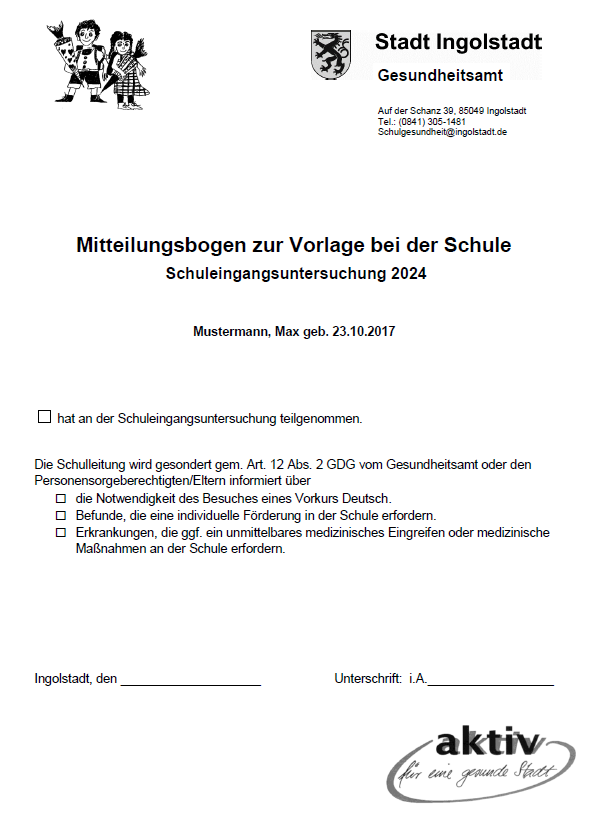 Stadt Ingolstadt
Gesundheitsamt
Auf der Schanz 39, 85049 Ingolstadt
Tel.: (0841) 305-1481
Schulgesundheit@ingolstadt.de
Mitteilungsbogen zur Vorlage bei der Schule
Schuleingangsuntersuchung 2024
Mustermann, Max geb. 23.10.2017
☐ hat an der Schuleingangsuntersuchung teilgenommen.
Die Schulleitung wird gesondert gem. Art. 12 Abs. 2 GDG vom Gesundheitsamt oder den
Personensorgeberechtigten/Eltern informiert über
☐ die Notwendigkeit des Besuches eines Vorkurs Deutsch.
☐ Befunde, die eine individuelle Förderung in der Schule erfordern.
☐ Erkrankungen, die ggf. ein unmittelbares medizinisches Eingreifen oder medizinische
Maßnahmen an der Schule erfordern.
Ingolstadt, den ____________________ Unterschrift: i.A.__________________
aktiv
für eine gesunde Stadt